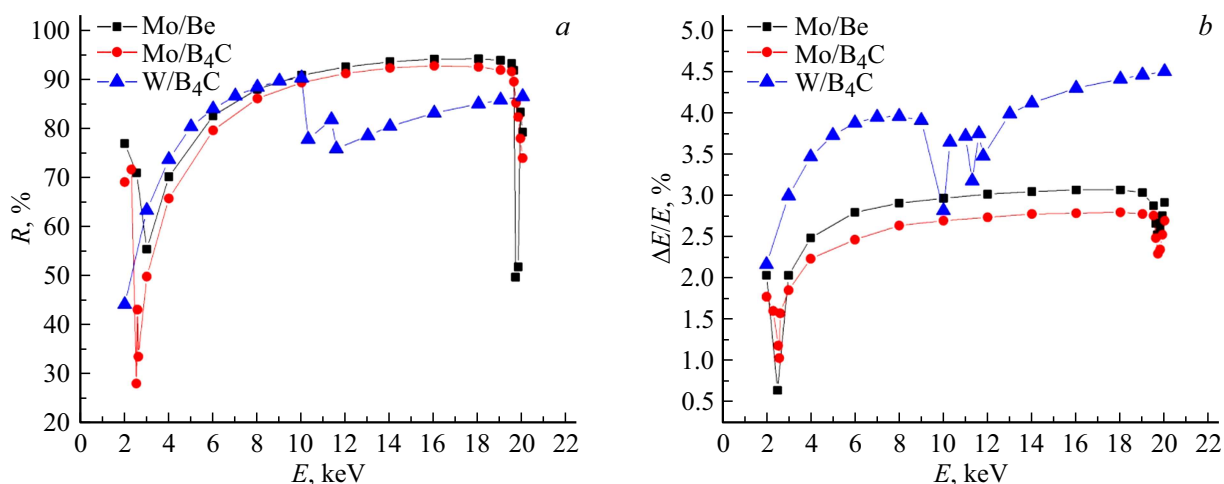 a
Mo/Be
Mo/B₄C
W/B₄C
R, %
100
90
80
70
60
50
40
30
20
0 2 4 6 8 10 12 14 16 18 20 22
E, keV
b
Mo/Be
Mo/B₄C
W/B₄C
ΔE/E, %
5.0
4.5
4.0
3.5
3.0
2.5
2.0
1.5
1.0
0.5
0 2 4 6 8 10 12 14 16 18 20 22
E, keV